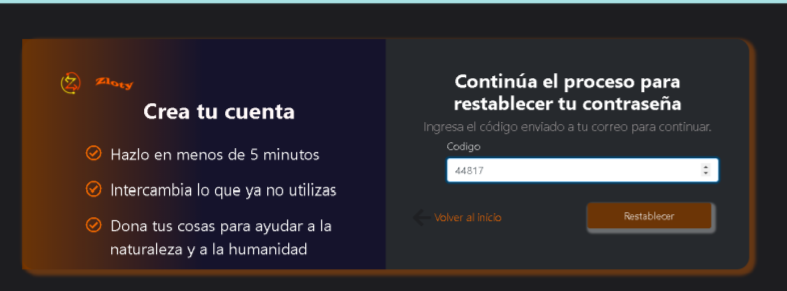 Zloty
Crea tu cuenta
Hazlo en menos de 5 minutos
Intercambia lo que ya no utilizas
Dona tus cosas para ayudar a la
naturaleza y a la humanidad
Continúa el proceso para
restablecer tu contraseña
Ingresa el código enviado a tu correo para continuar.
Codigo
44817
Volver al inicio
Restablecer